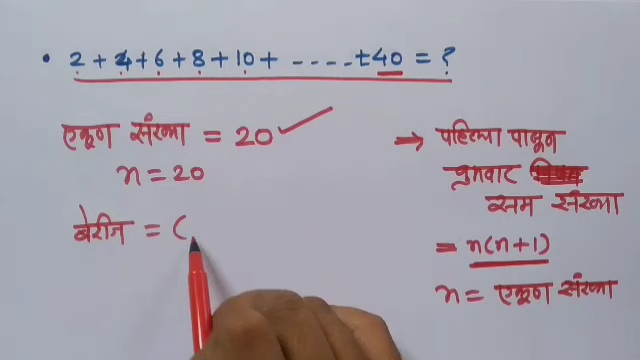 • 2 + 4 + 6 + 8 + 10 + ..... + 40 = ?
एकूण संख्या = 20
n = 20
बेरीज = (
→ पहिल्या पासून
क्रमवार
सम संख्या
= n(n+1)
n = एकूण संख्या